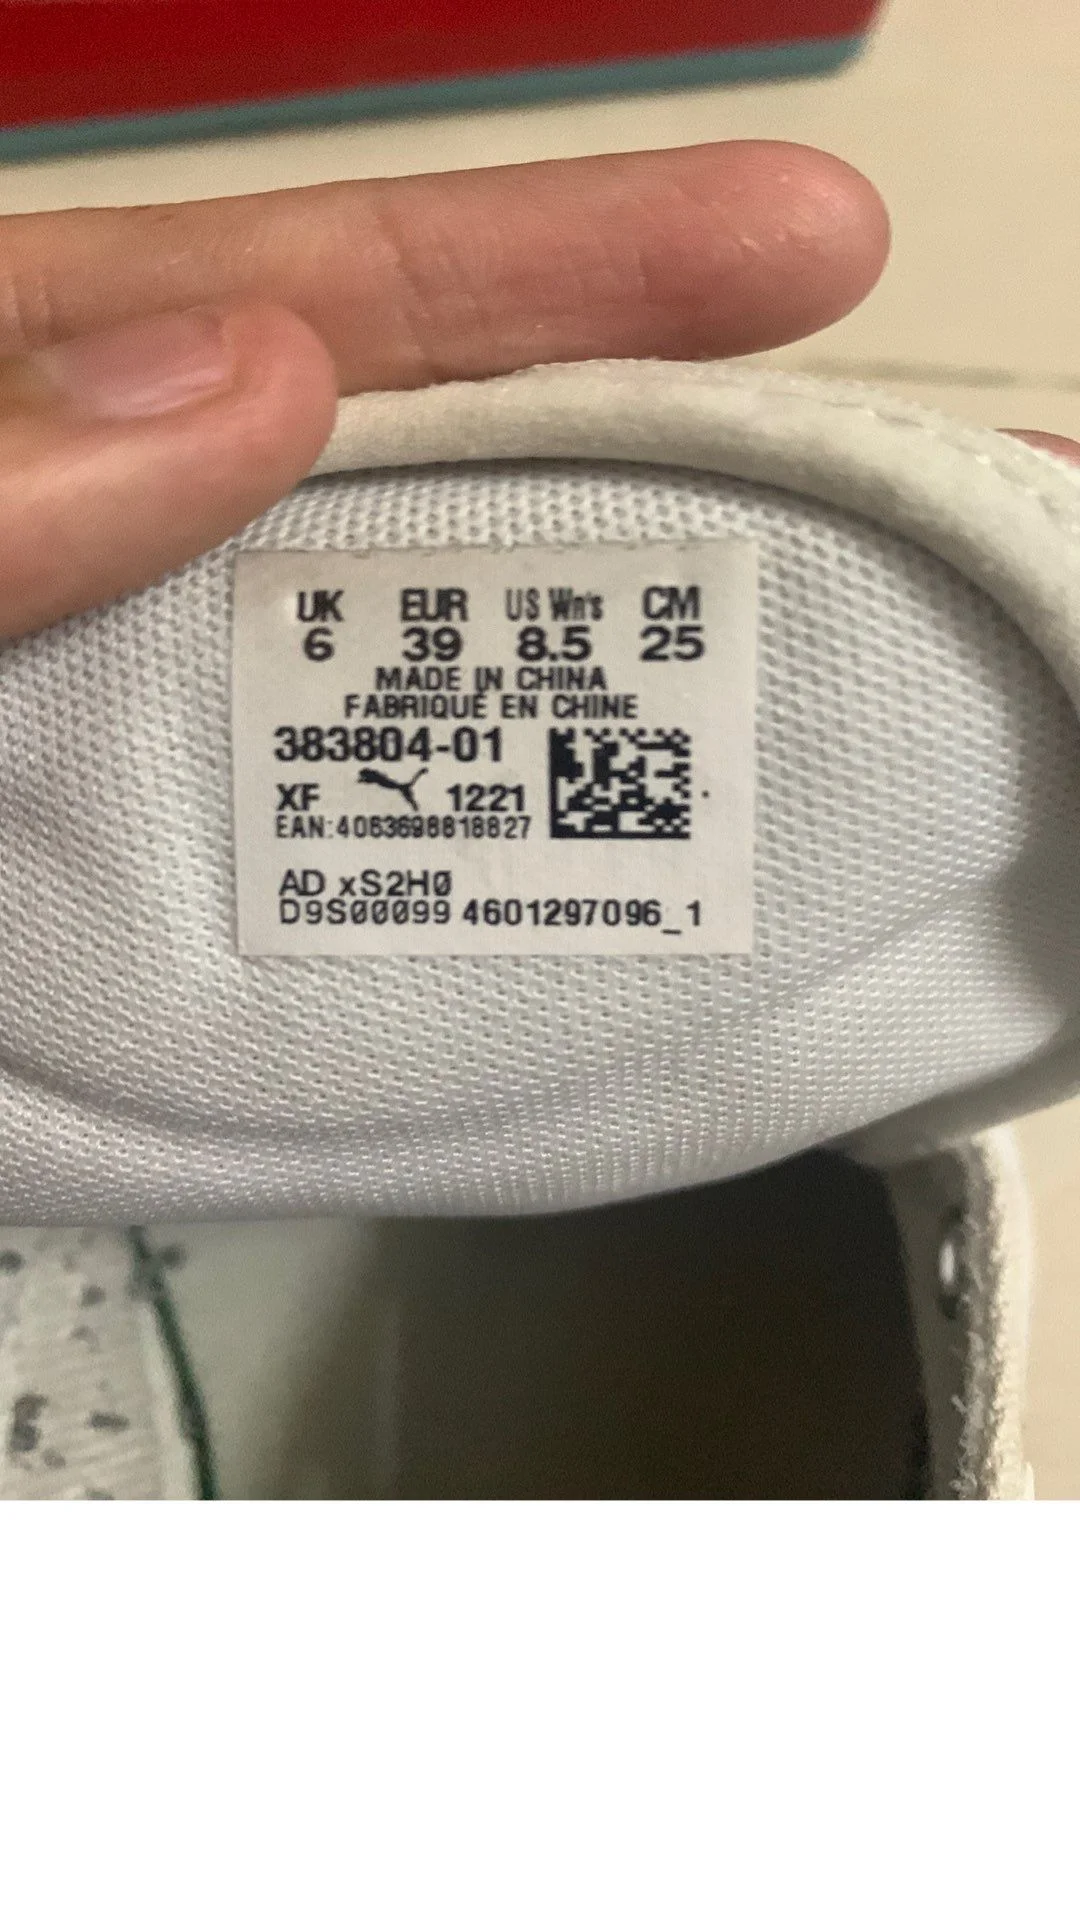 UK EUR US Wn's CM
6 39 8.5 25
MADE IN CHINA
FABRIQUÉ EN CHINE
383804-01
XF 1221
EAN:4063698818827
AD xS2H0
D9S00099 4601297096_1